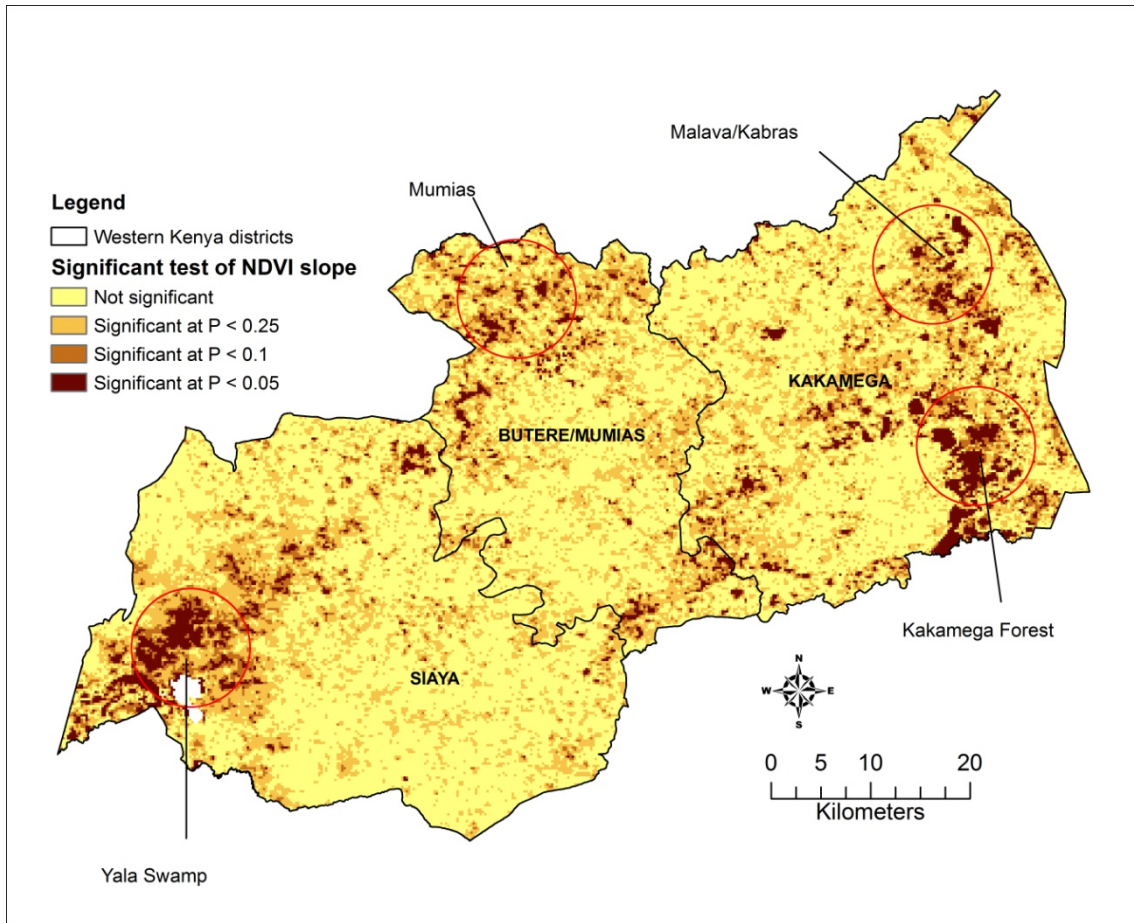 Malava/Kabras
Mumias
Legend
Western Kenya districts
Significant test of NDVI slope
Not significant
Significant at P < 0.25
Significant at P < 0.1
Significant at P < 0.05
KAKAMEGA
BUTERE/MUMIAS
Kakamega Forest
SIAYA
N
W E
S
0 5 10 20
Kilometers
Yala Swamp